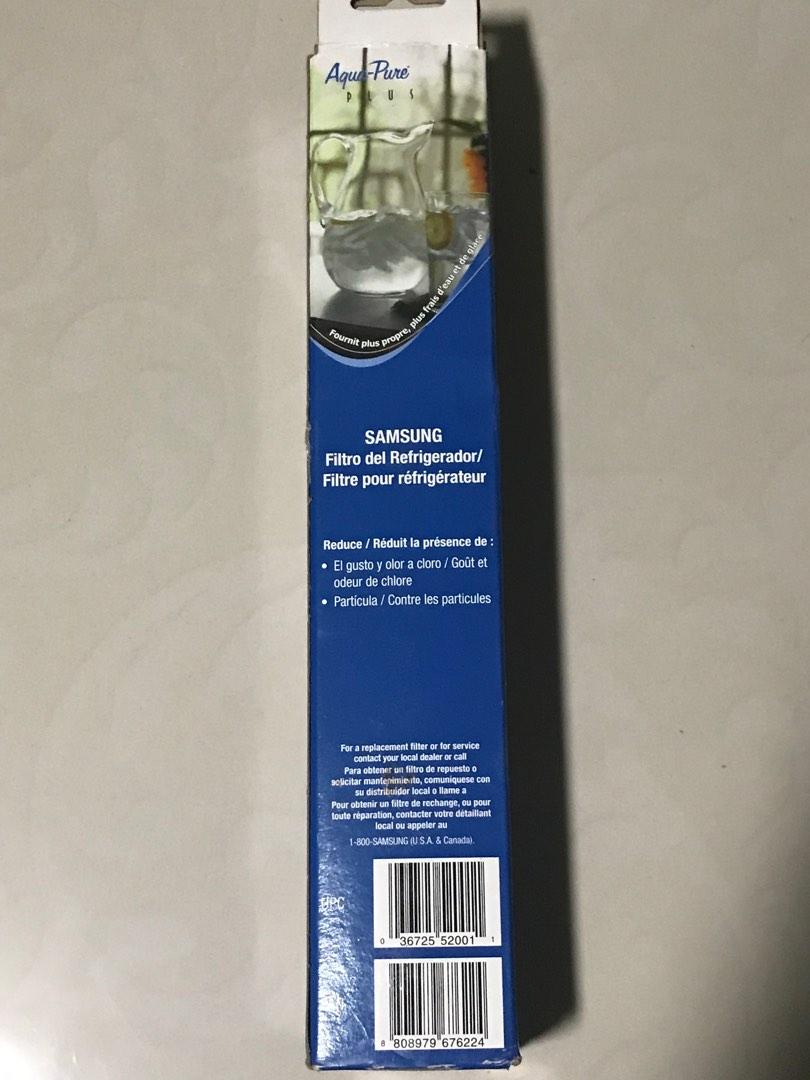 Aqua-Pure
PLUS
Fournit plus propre, plus frais d'eau et de glace
SAMSUNG
Filtro del Refrigerador/
Filtre pour réfrigérateur
Reduce / Réduit la présence de :
• El gusto y olor a cloro / Goût et
odeur de chlore
• Partícula / Contre les particules
For a replacement filter or for service
contact your local dealer or call
Para obtener un filtro de repuesto o
solicitar mantenimiento, comuniquese con
su distribuidor local o llame a
Pour obtenir un filtre de rechange, ou pour
toute réparation, contacter votre détaillant
local ou appeler au
1-800-SAMSUNG (U.S.A. & Canada).
UPC
0 36725 52001 1
8 808979 676224